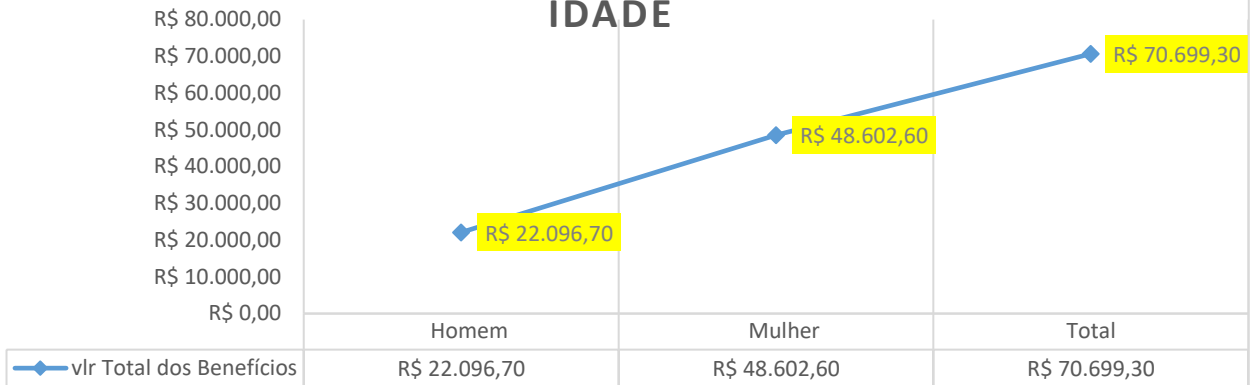 IDADE
R$ 80.000,00
R$ 70.000,00
R$ 60.000,00
R$ 50.000,00
R$ 40.000,00
R$ 30.000,00
R$ 20.000,00
R$ 10.000,00
R$ 0,00
R$ 70.699,30
R$ 48.602,60
R$ 22.096,70
Homem Mulher Total
vlr Total dos Benefícios R$ 22.096,70 R$ 48.602,60 R$ 70.699,30